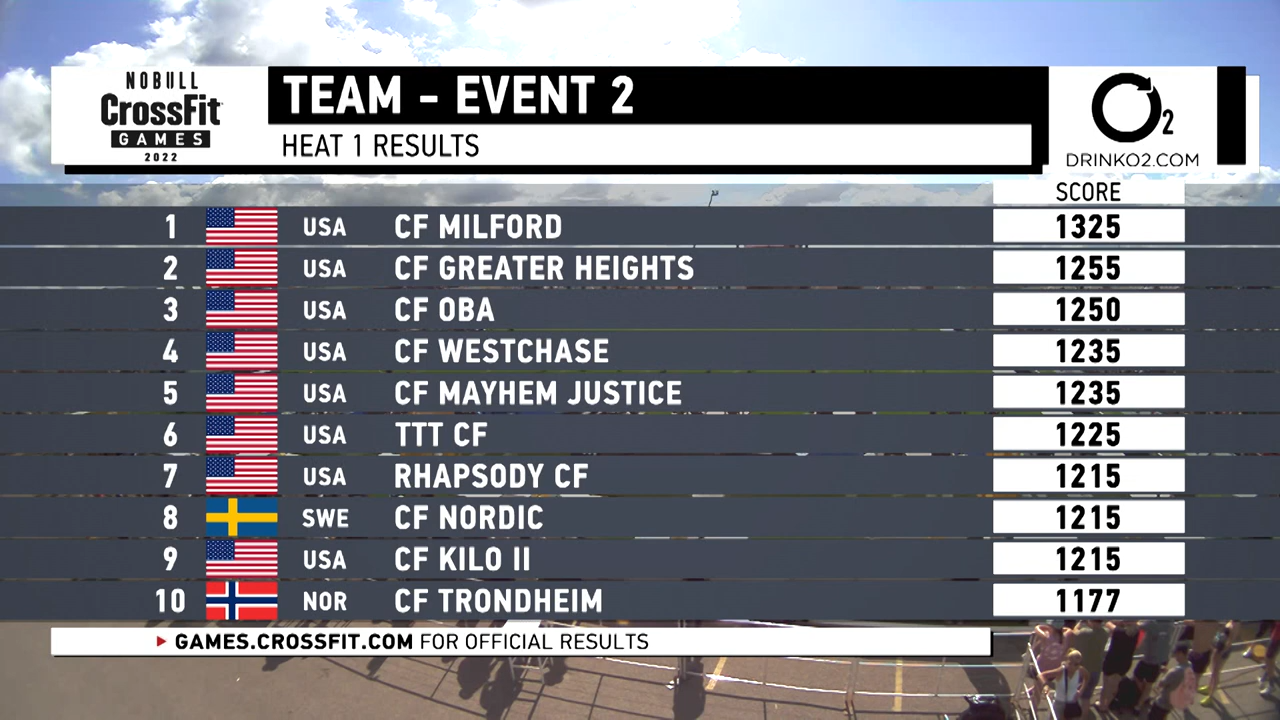 NOBULL
CrossFit
GAMES
2022
TEAM - EVENT 2
HEAT 1 RESULTS
O2
DRINKO2.COM
SCORE
1 USA CF MILFORD 1325
2 USA CF GREATER HEIGHTS 1255
3 USA CF OBA 1250
4 USA CF WESTCHASE 1235
5 USA CF MAYHEM JUSTICE 1235
6 USA TTT CF 1225
7 USA RHAPSODY CF 1215
8 SWE CF NORDIC 1215
9 USA CF KILO II 1215
10 NOR CF TRONDHEIM 1177
GAMES.CROSSFIT.COM FOR OFFICIAL RESULTS